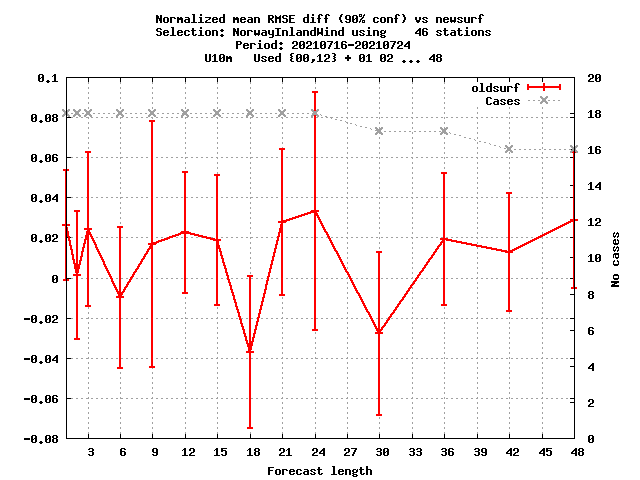 Normalized mean RMSE diff (90% conf) vs newsurf
Selection: NorwayInlandWind using    46 stations
Period: 20210716-20210724
U10m   Used {00,12} + 01 02 ... 48
oldsurf
Cases
0.1
0.08
0.06
0.04
0.02
0
-0.02
-0.04
-0.06
-0.08
20
18
16
14
12
10
8
6
4
2
0
No cases
3 6 9 12 15 18 21 24 27 30 33 36 39 42 45 48
Forecast length